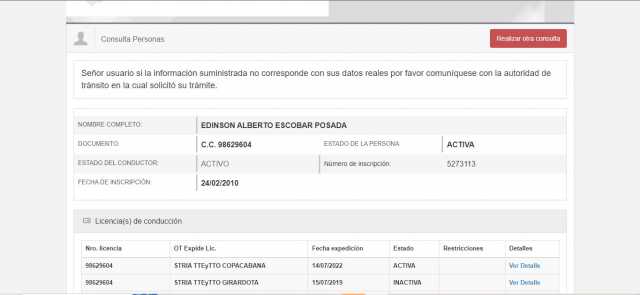 Consulta Personas
Realizar otra consulta
Señor usuario si la información suministrada no corresponde con sus datos reales por favor comuníquese con la autoridad de
tránsito en la cual solicitó su trámite.
NOMBRE COMPLETO: EDINSON ALBERTO ESCOBAR POSADA
DOCUMENTO: C.C. 98629604 ESTADO DE LA PERSONA ACTIVA
ESTADO DEL CONDUCTOR: ACTIVO Número de inscripción: 5273113
FECHA DE INSCRIPCIÓN 24/02/2010
Licencia(s) de conducción
Nro. licencia OT Expide Lic. Fecha expedición Estado Restricciones Detalles
98629604 STRIA TTEyTTO COPACABANA 14/07/2022 ACTIVA Ver Detalle
98629604 STRIA TTEyTTO GIRARDOTA 15/07/2019 INACTIVA Ver Detalle